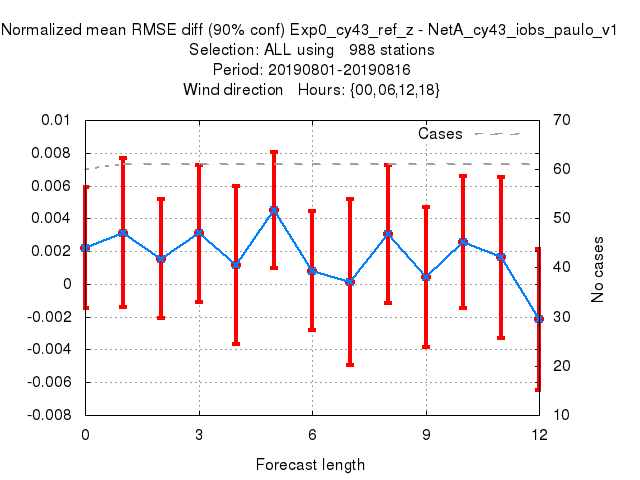 Normalized mean RMSE diff (90% conf) Exp0_cy43_ref_z - NetA_cy43_iobs_paulo_v1
Selection: ALL using   988 stations
Period: 20190801-20190816
Wind direction   Hours: {00,06,12,18}
0.01
0.008
0.006
0.004
0.002
0
-0.002
-0.004
-0.006
-0.008
Cases
70
60
50
40
30
20
10
No cases
0 3 6 9 12
Forecast length